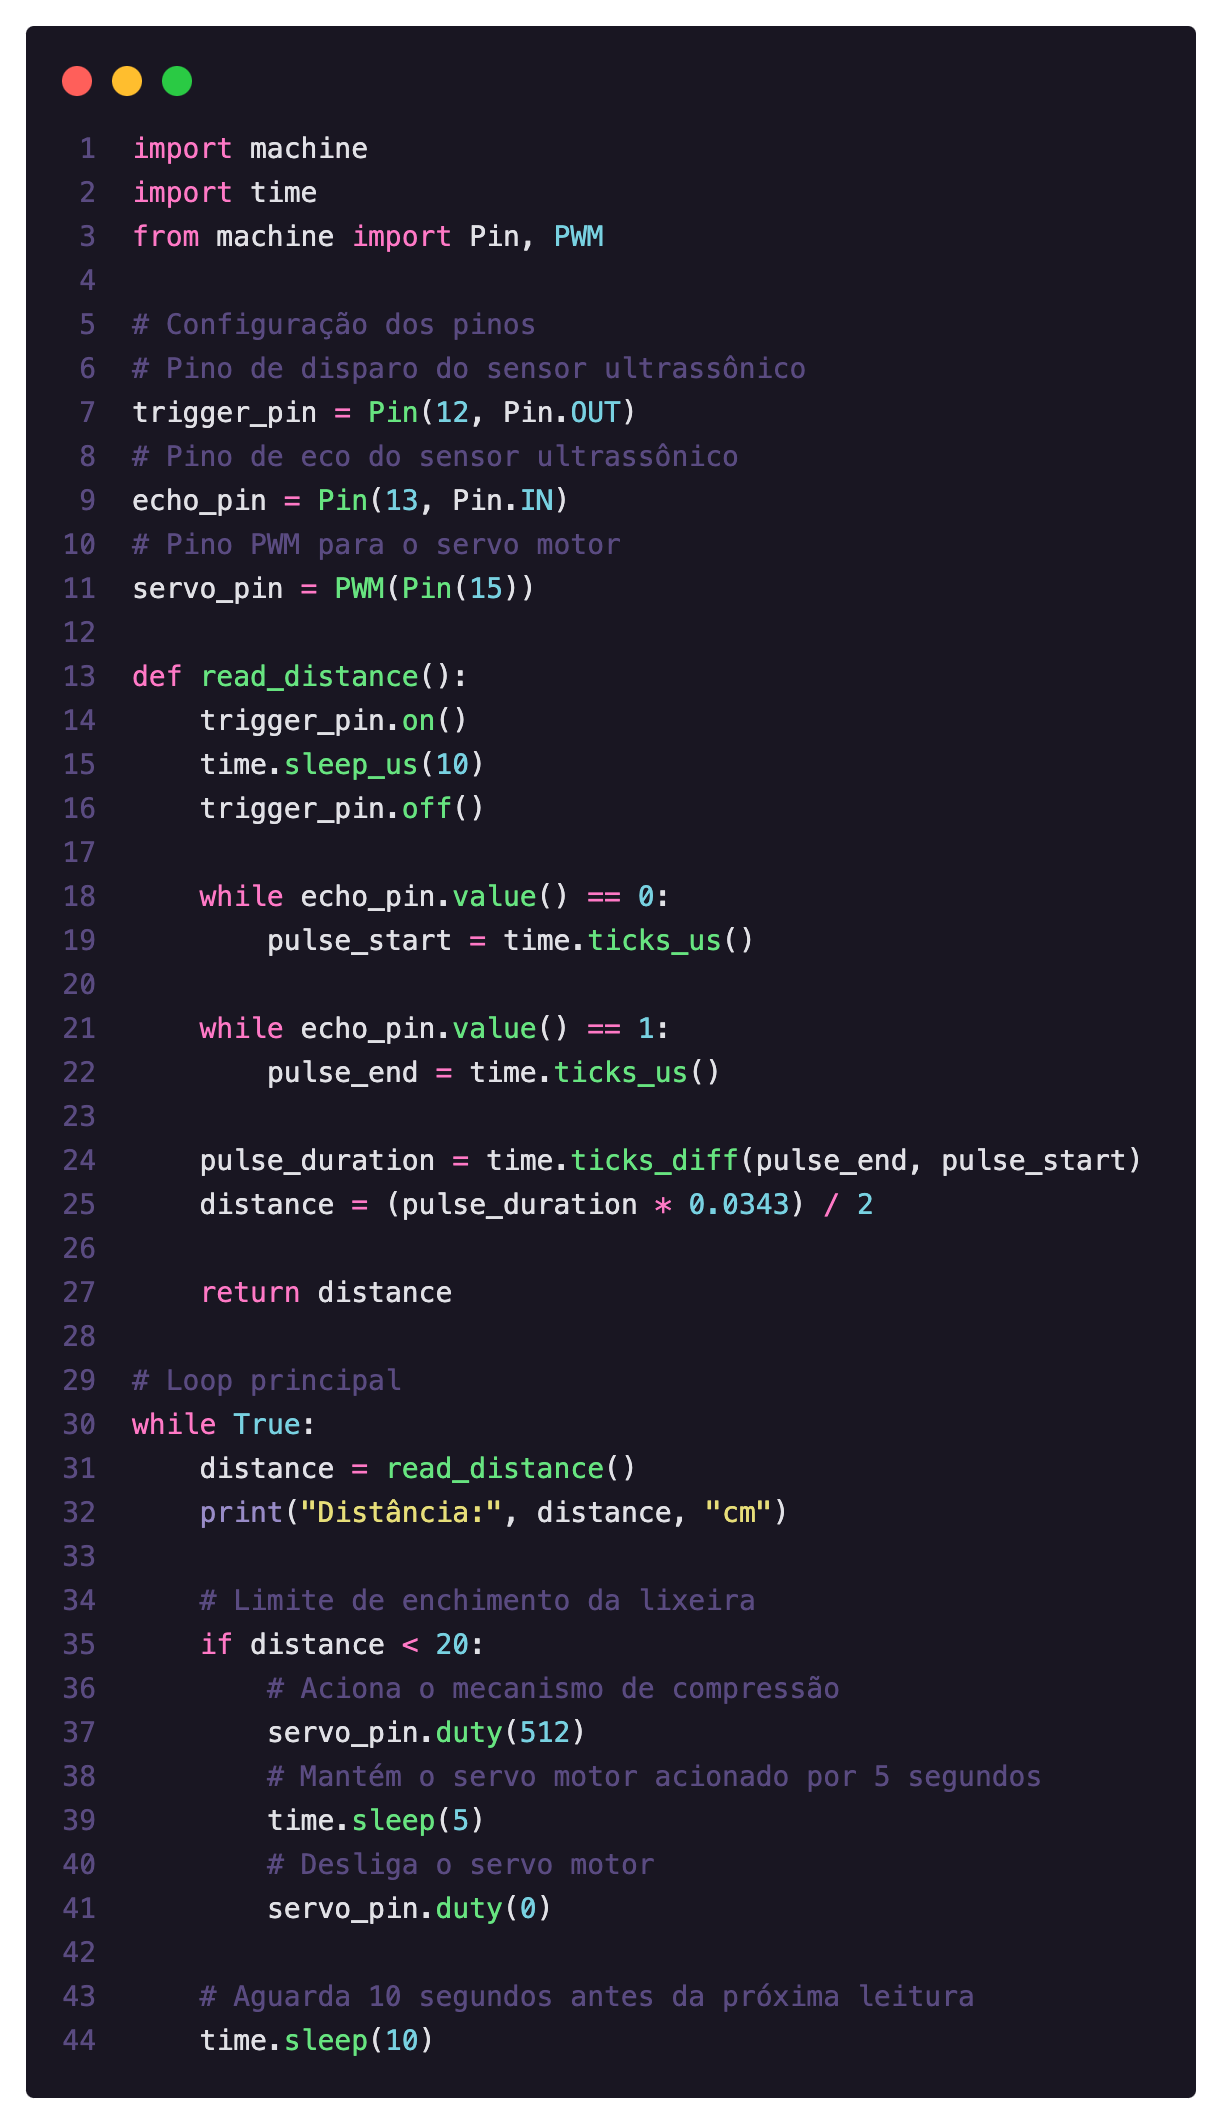 1 import machine
2 import time
3 from machine import Pin, PWM
4
5 # Configuração dos pinos
6 # Pino de disparo do sensor ultrassônico
7 trigger_pin = Pin(12, Pin.OUT)
8 # Pino de eco do sensor ultrassônico
9 echo_pin = Pin(13, Pin.IN)
10 # Pino PWM para o servo motor
11 servo_pin = PWM(Pin(15))
12
13 def read_distance():
14     trigger_pin.on()
15     time.sleep_us(10)
16     trigger_pin.off()
17
18     while echo_pin.value() == 0:
19         pulse_start = time.ticks_us()
20
21     while echo_pin.value() == 1:
22         pulse_end = time.ticks_us()
23
24     pulse_duration = time.ticks_diff(pulse_end, pulse_start)
25     distance = (pulse_duration * 0.0343) / 2
26
27     return distance
28
29 # Loop principal
30 while True:
31     distance = read_distance()
32     print("Distância:", distance, "cm")
33
34     # Limite de enchimento da lixeira
35     if distance < 20:
36         # Aciona o mecanismo de compressão
37         servo_pin.duty(512)
38         # Mantém o servo motor acionado por 5 segundos
39         time.sleep(5)
40         # Desliga o servo motor
41         servo_pin.duty(0)
42
43     # Aguarda 10 segundos antes da próxima leitura
44     time.sleep(10)